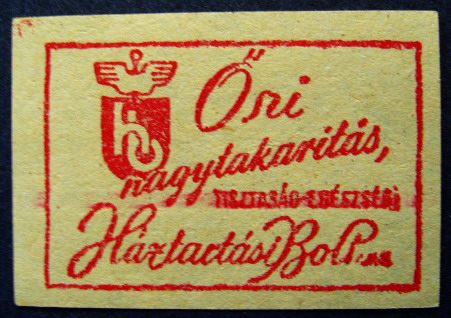 Őszi
nagytakarítás,
TISZTASÁG-EGÉSZSÉG!
Háztartási Bolt